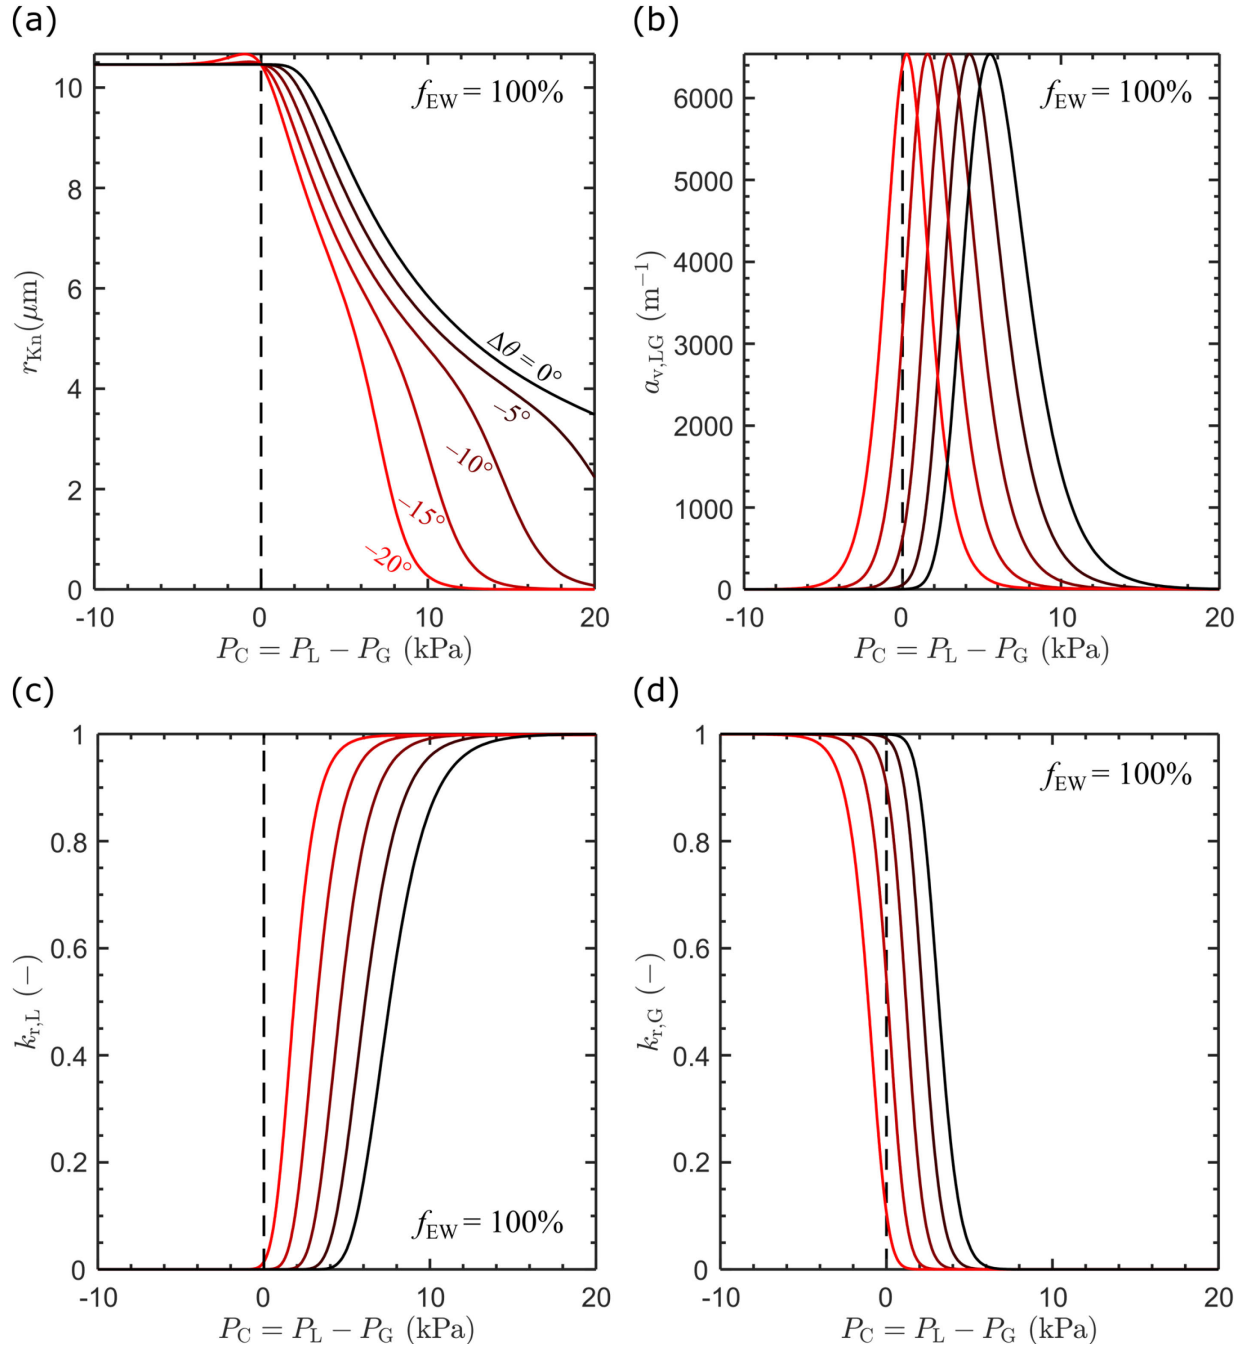 (a)
(b)
f_EW = 100%
f_EW = 100%
10
8
6
4
2
0
r_Kn (μm)
Δθ = 0°
−5°
−10°
−15°
−20°
-10
0
10
20
P_C = P_L − P_G (kPa)
6000
5000
4000
3000
2000
1000
0
a_v,LG (m⁻¹)
-10
0
10
20
P_C = P_L − P_G (kPa)
(c)
(d)
1
0.8
0.6
0.4
0.2
0
k_r,L (−)
f_EW = 100%
-10
0
10
20
P_C = P_L − P_G (kPa)
1
0.8
0.6
0.4
0.2
0
k_r,G (−)
f_EW = 100%
-10
0
10
20
P_C = P_L − P_G (kPa)